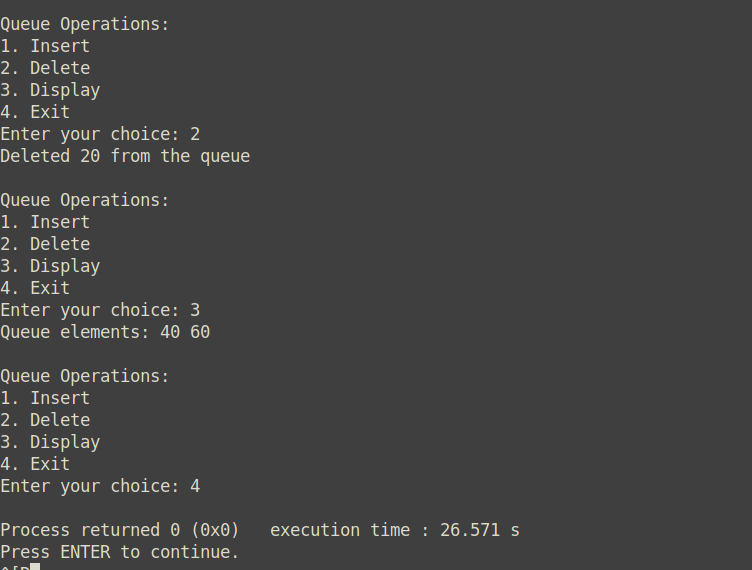 Queue Operations:
1. Insert
2. Delete
3. Display
4. Exit
Enter your choice: 2
Deleted 20 from the queue
Queue Operations:
1. Insert
2. Delete
3. Display
4. Exit
Enter your choice: 3
Queue elements: 40 60
Queue Operations:
1. Insert
2. Delete
3. Display
4. Exit
Enter your choice: 4
Process returned 0 (0x0)   execution time : 26.571 s
Press ENTER to continue.